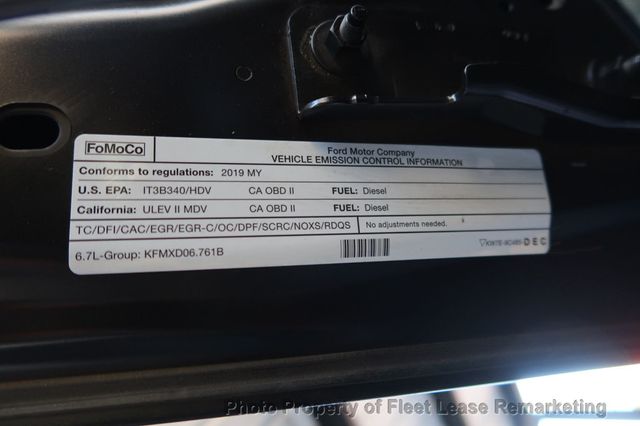 FoMoCo
Ford Motor Company
VEHICLE EMISSION CONTROL INFORMATION
Conforms to regulations: 2019 MY
U.S. EPA: IT3B340/HDV CA OBD II FUEL: Diesel
California: ULEV II MDV CA OBD II FUEL: Diesel
TC/DFI/CAC/EGR/EGR-C/OC/DPF/SCRC/NOXS/RDQS No adjustments needed.
6.7L-Group: KFMXD06.761B
DEC
Photo Property of Fleet Lease Remarketing